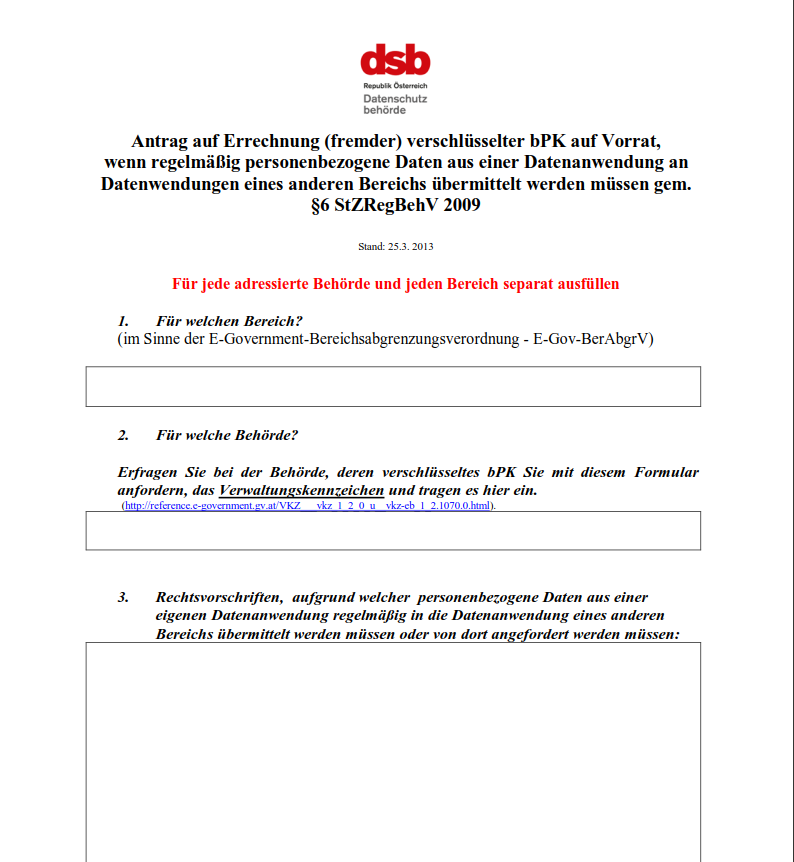 dsb
Republik Österreich
Datenschutz
behörde
Antrag auf Errechnung (fremder) verschlüsselter bPK auf Vorrat,
wenn regelmäßig personenbezogene Daten aus einer Datenanwendung an
Datenwendungen eines anderen Bereichs übermittelt werden müssen gem.
§6 StZRegBehV 2009
Stand: 25.3. 2013
Für jede adressierte Behörde und jeden Bereich separat ausfüllen
1. Für welchen Bereich?
(im Sinne der E-Government-Bereichsabgrenzungsverordnung - E-Gov-BerAbgrV)
2. Für welche Behörde?
Erfragen Sie bei der Behörde, deren verschlüsseltes bPK Sie mit diesem Formular
anfordern, das Verwaltungskennzeichen und tragen es hier ein.
(http://reference.e-government.gv.at/VKZ___vkz_1_2_0_u__vkz-eb_1_2.1070.0.html).
3. Rechtsvorschriften, aufgrund welcher personenbezogene Daten aus einer
eigenen Datenanwendung regelmäßig in die Datenanwendung eines anderen
Bereichs übermittelt werden müssen oder von dort angefordert werden müssen: